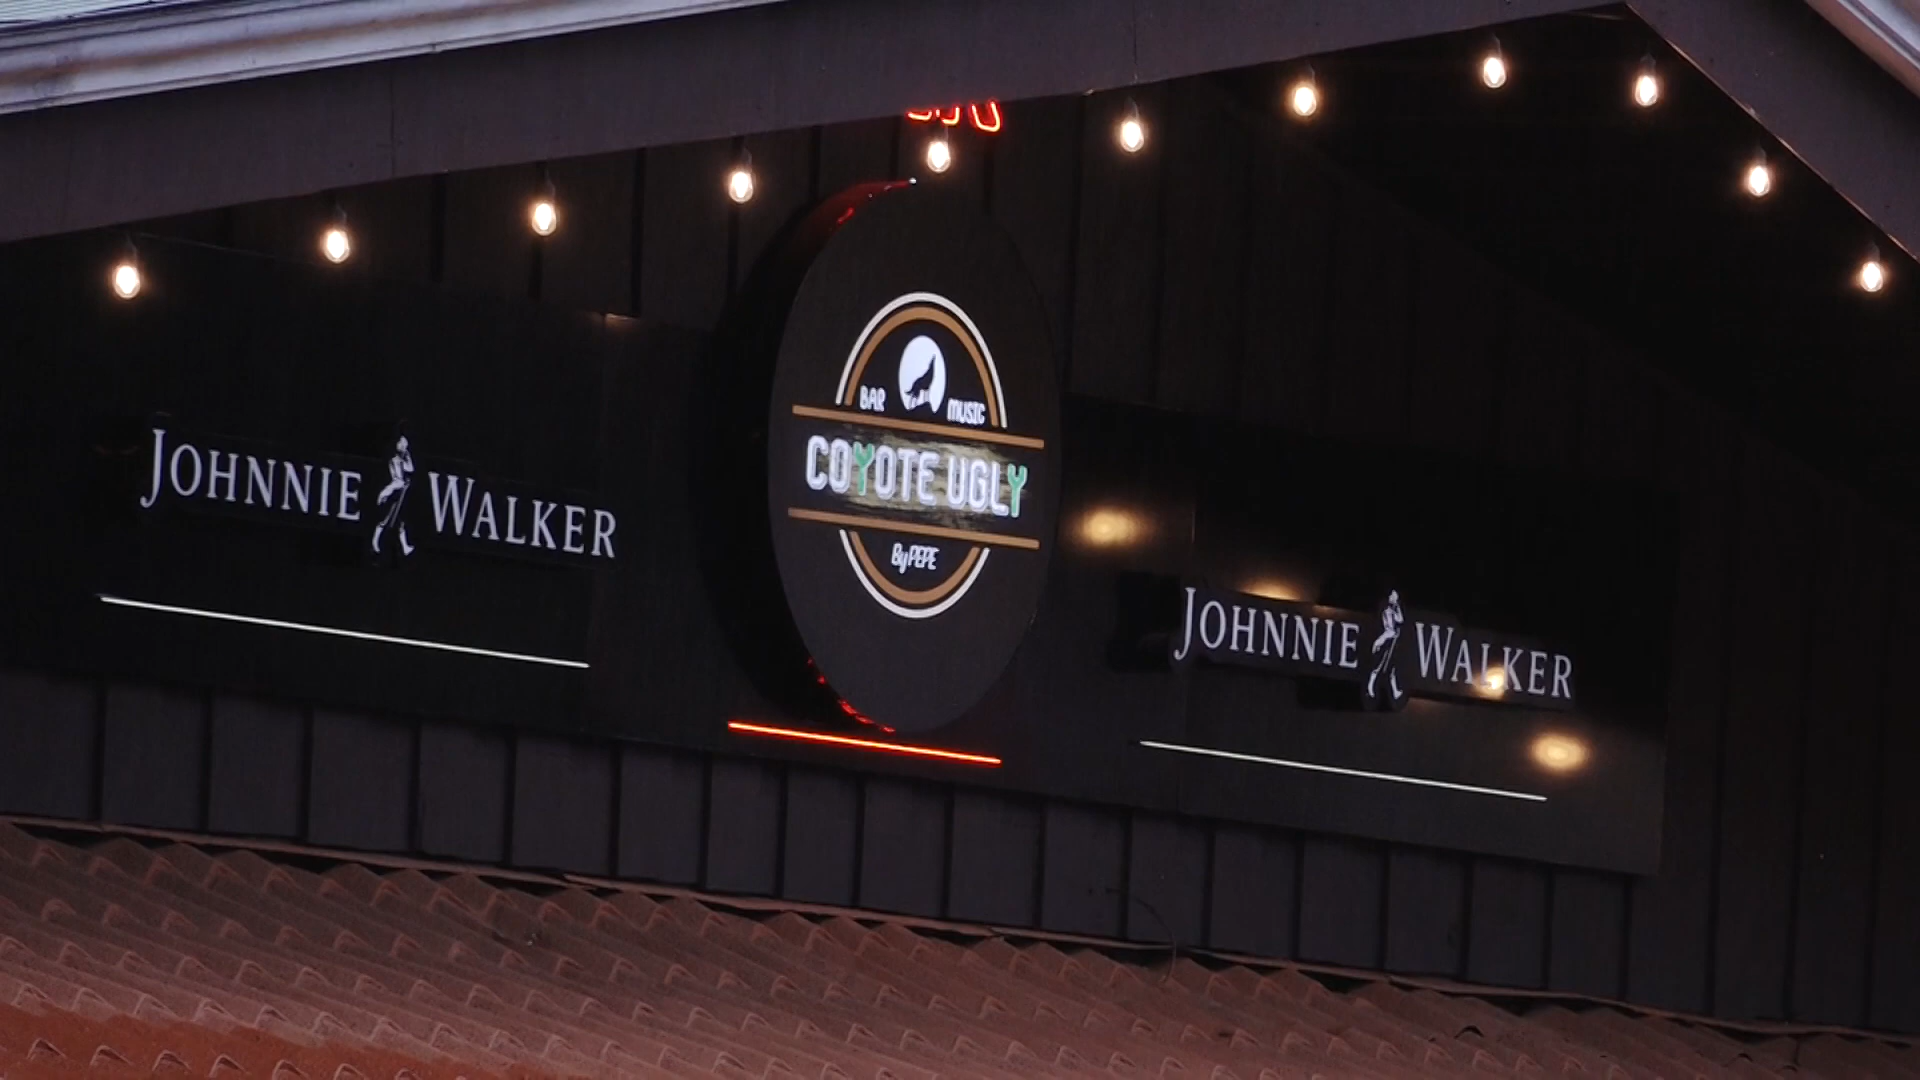 JOHNNIE WALKER
BAR MUSIC
COYOTE UGLY
By PEPE
JOHNNIE WALKER